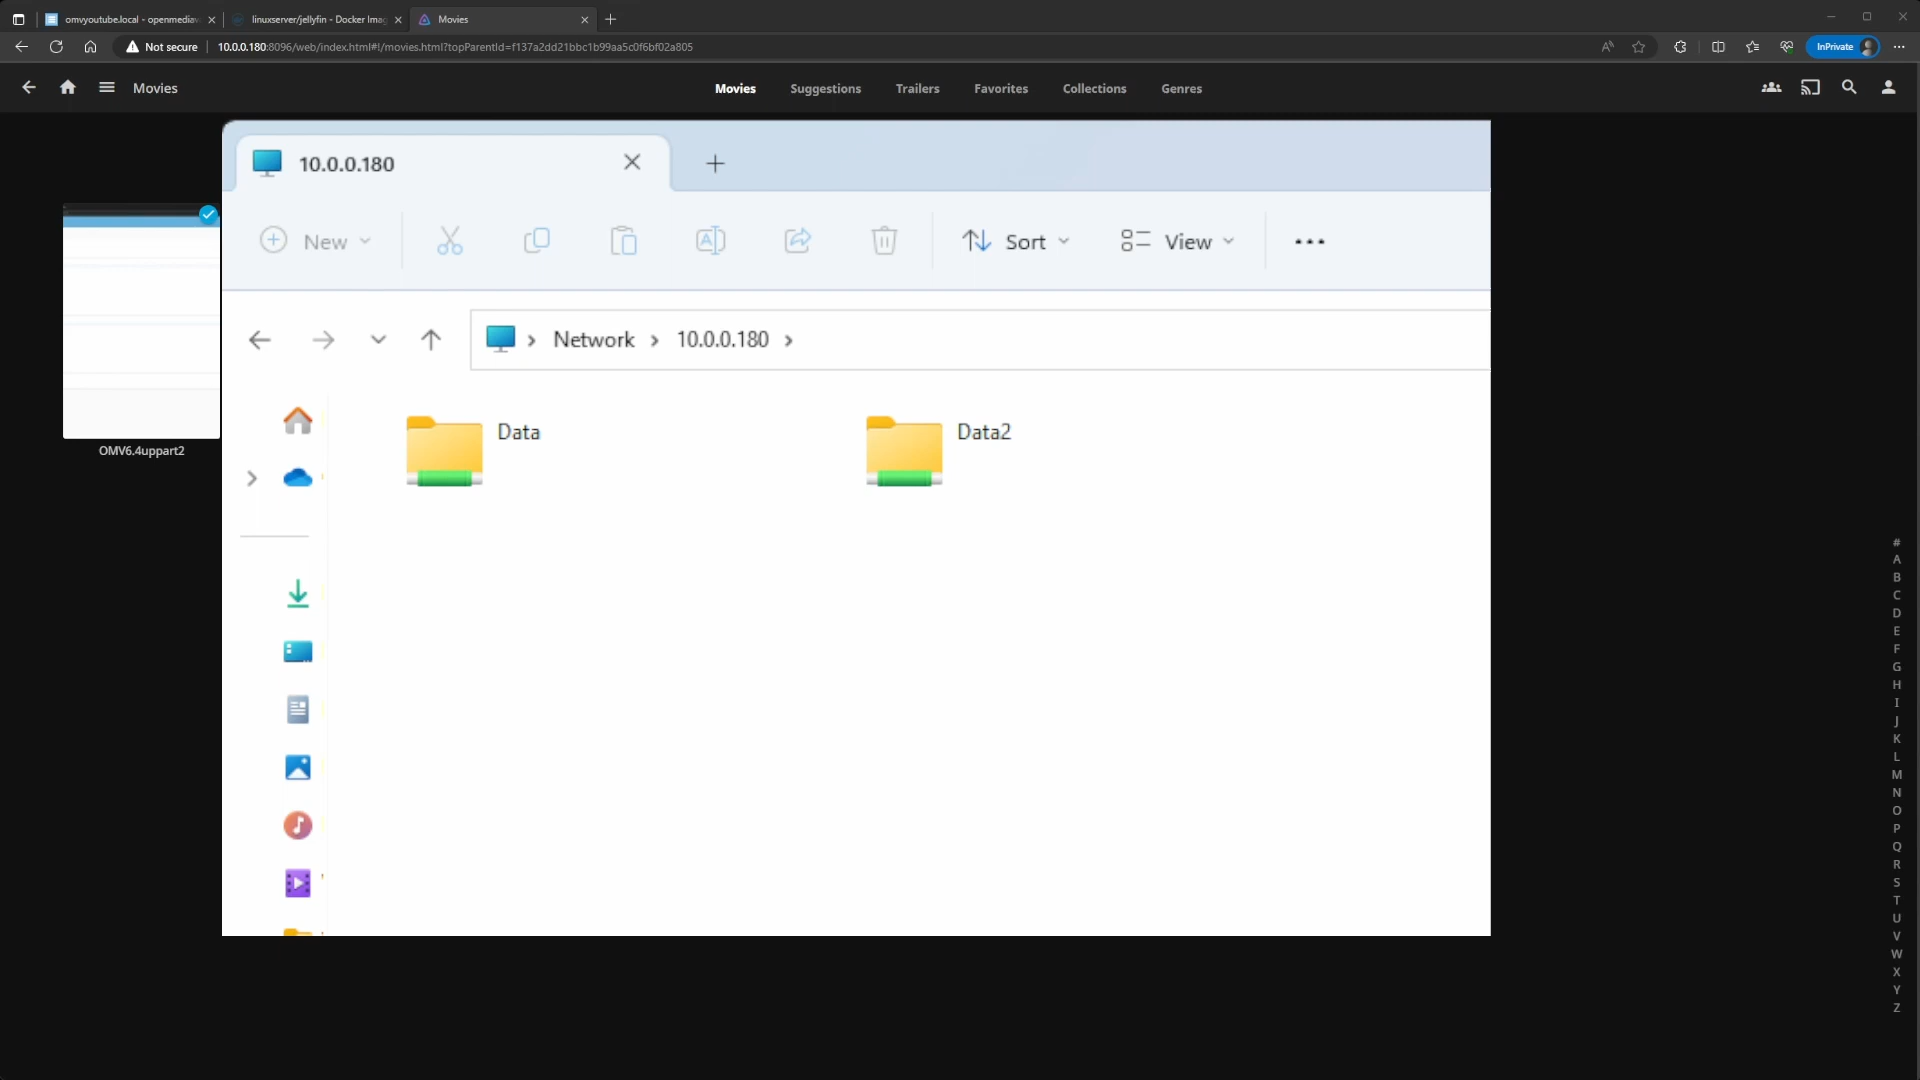 omvyoutube.local - openmediav
linuxserver/jellyfin - Docker Imag
Movies
Not secure
10.0.0.180:8096/web/index.html#!/movies.html?topParentId=f137a2dd21bbc1b99aa5c0f6bf02a805
InPrivate
Movies
Movies
Suggestions
Trailers
Favorites
Collections
Genres
10.0.0.180
New
Sort
View
Network
10.0.0.180
Data
Data2
OMV6.4uppart2
#
A
B
C
D
E
F
G
H
I
J
K
L
M
N
O
P
Q
R
S
T
U
V
W
X
Y
Z